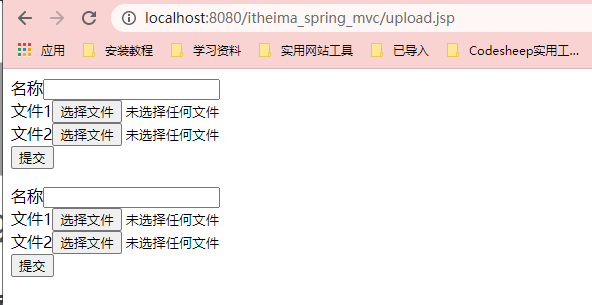 localhost:8080/itheima_spring_mvc/upload.jsp
应用 安装教程 学习资料 实用网站工具 已导入 Codesheep实用工...
名称
文件1 选择文件 未选择任何文件
文件2 选择文件 未选择任何文件
提交
名称
文件1 选择文件 未选择任何文件
文件2 选择文件 未选择任何文件
提交